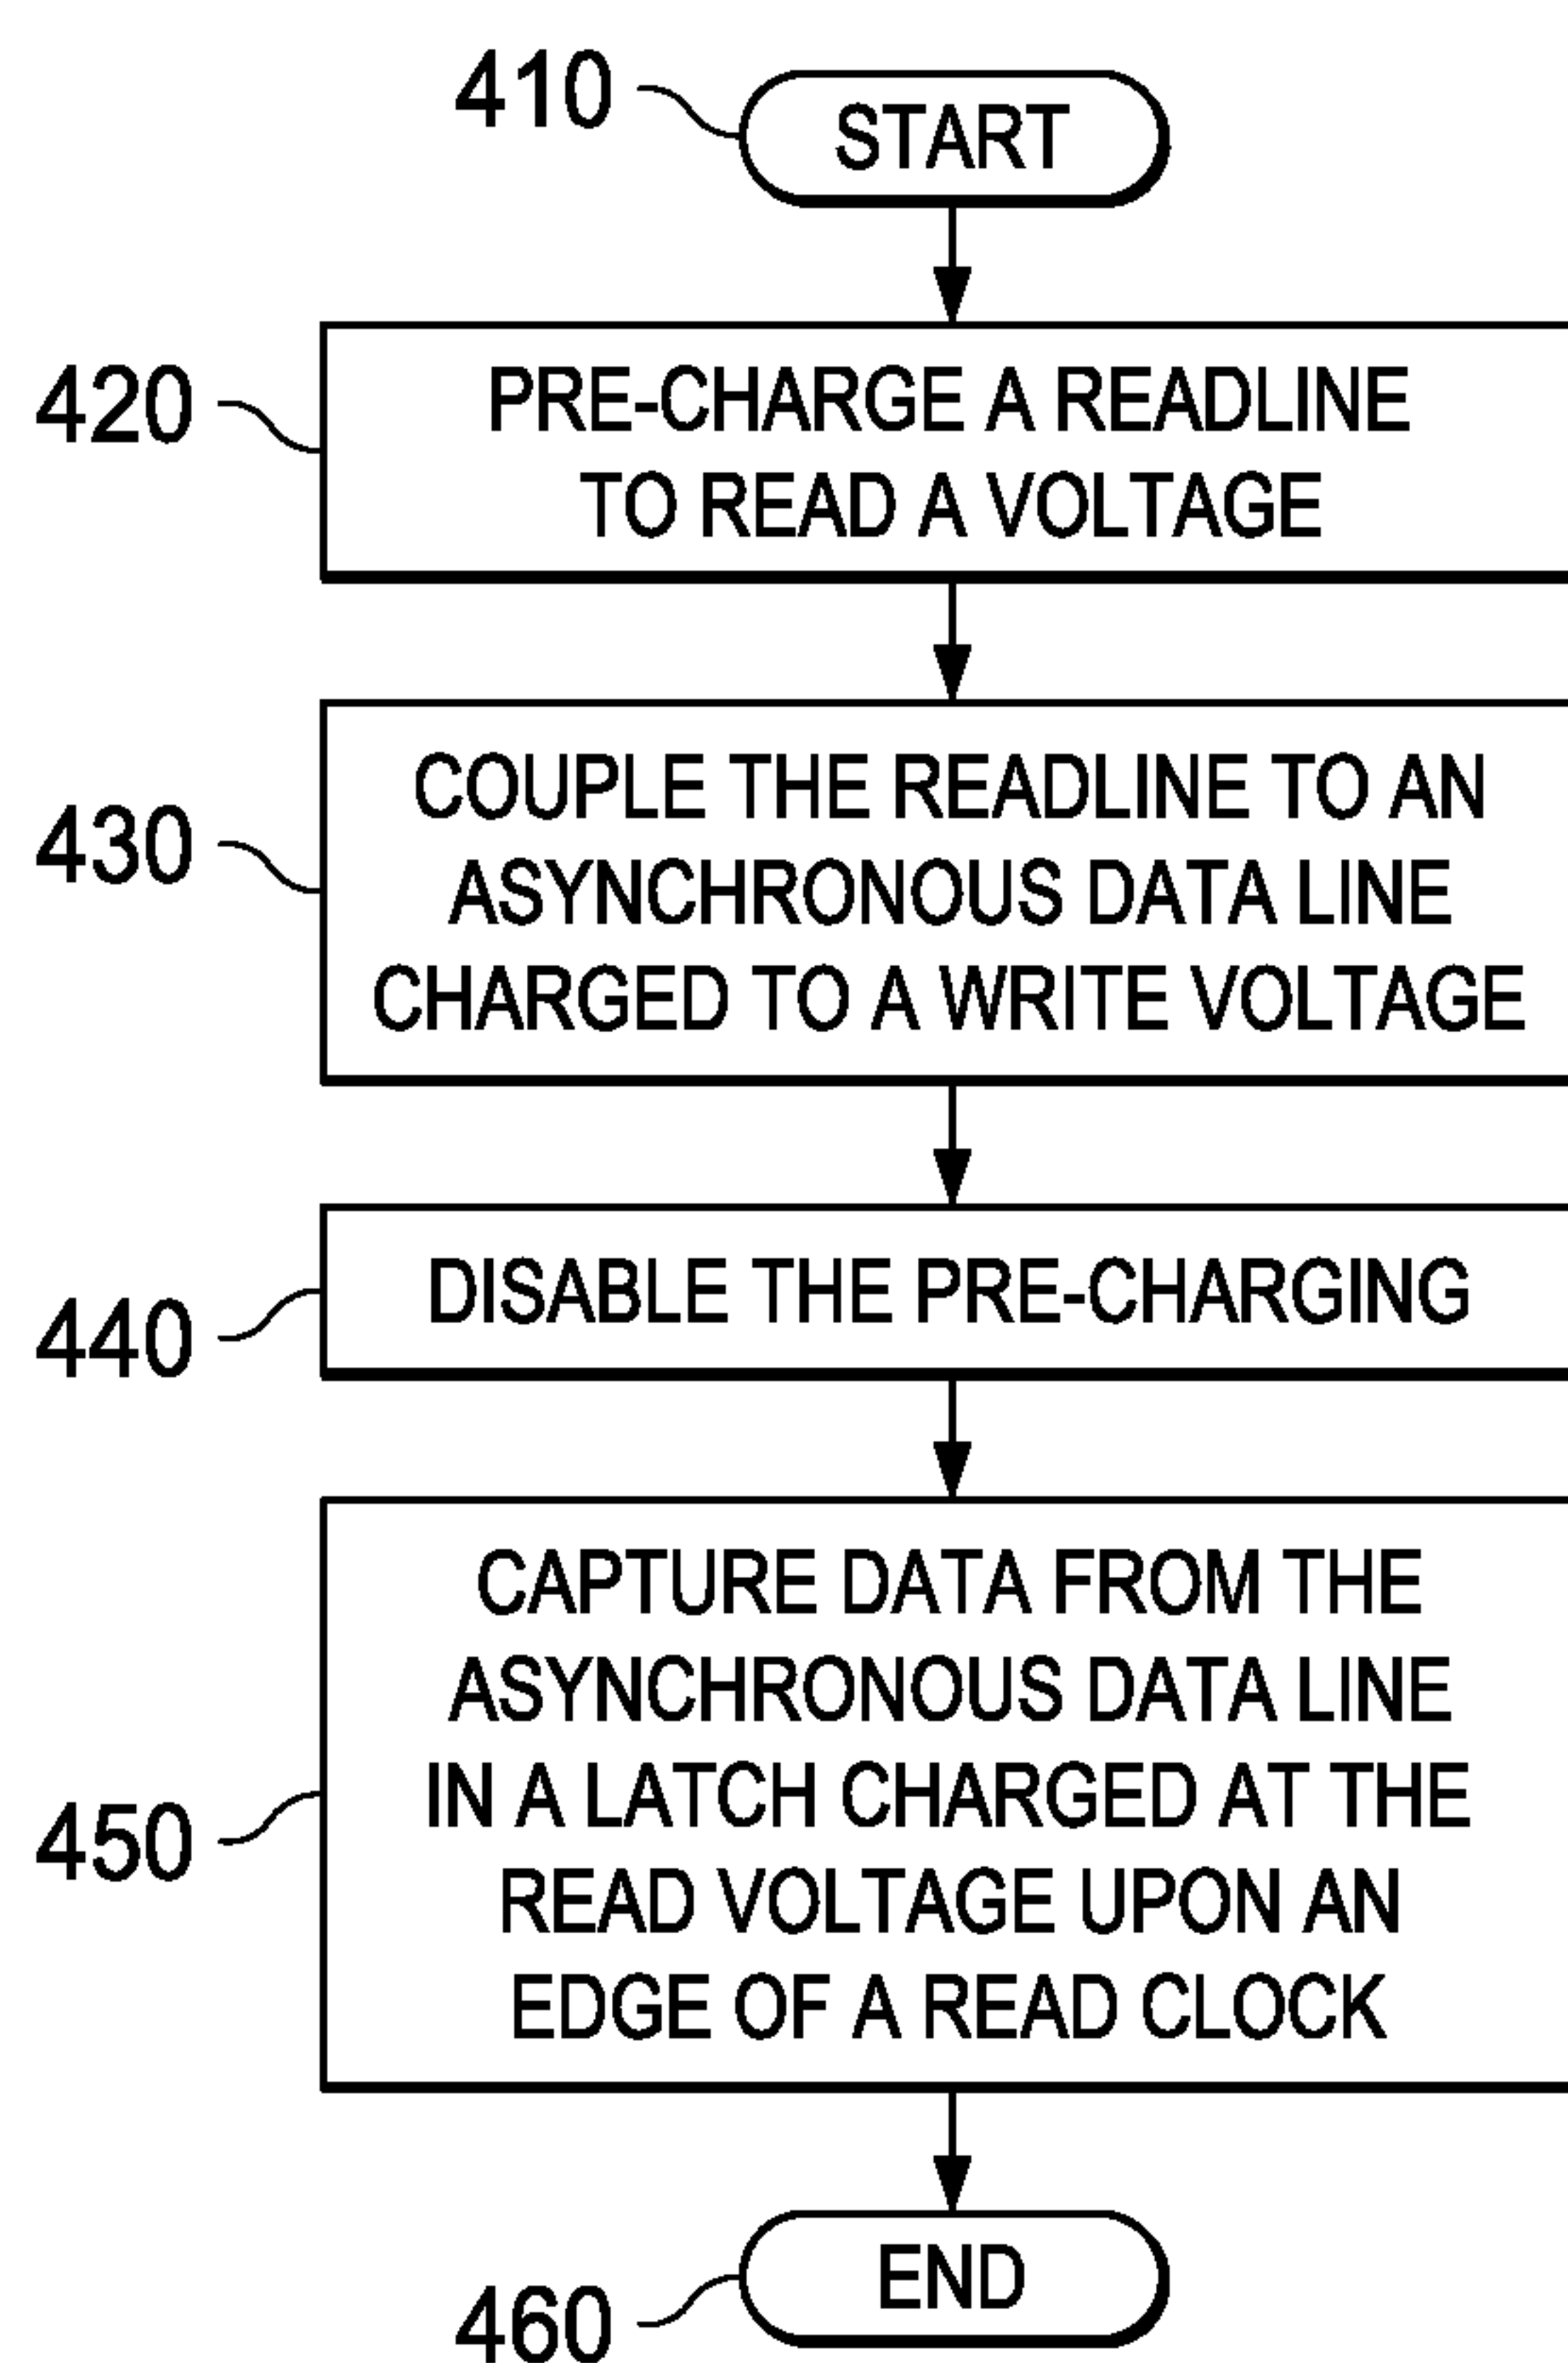 410
START
420
PRE-CHARGE A READLINE
TO READ A VOLTAGE
430
COUPLE THE READLINE TO AN
ASYNCHRONOUS DATA LINE
CHARGED TO A WRITE VOLTAGE
440
DISABLE THE PRE-CHARGING
450
CAPTURE DATA FROM THE
ASYNCHRONOUS DATA LINE
IN A LATCH CHARGED AT THE
READ VOLTAGE UPON AN
EDGE OF A READ CLOCK
460
END